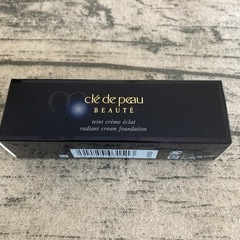 clé de peau
BEAUTÉ
teint crème éclat
radiant cream foundation